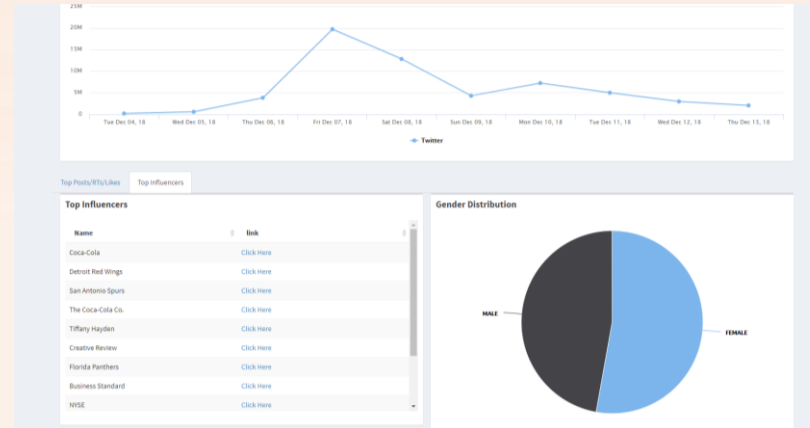 25M
20M
15M
10M
5M
0
Tue Dec 04, 18 Wed Dec 05, 18 Thu Dec 06, 18 Fri Dec 07, 18 Sat Dec 08, 18 Sun Dec 09, 18 Mon Dec 10, 18 Tue Dec 11, 18 Wed Dec 12, 18 Thu Dec 13, 18
Twitter
Top Posts/RTs/Likes Top Influencers
Top Influencers
Name link
Coca-Cola Click Here
Detroit Red Wings Click Here
San Antonio Spurs Click Here
The Coca-Cola Co. Click Here
Tiffany Hayden Click Here
Creative Review Click Here
Florida Panthers Click Here
Business Standard Click Here
NYSE Click Here
Gender Distribution
MALE
FEMALE